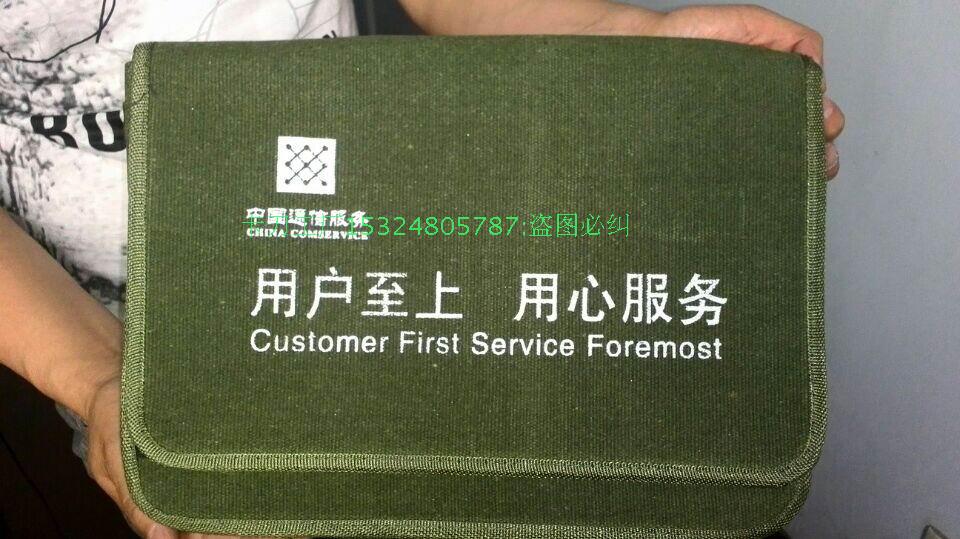 中国通信服务
CHINA COMSERVICE
15324805787:盗图必纠
用户至上 用心服务
Customer First Service Foremost